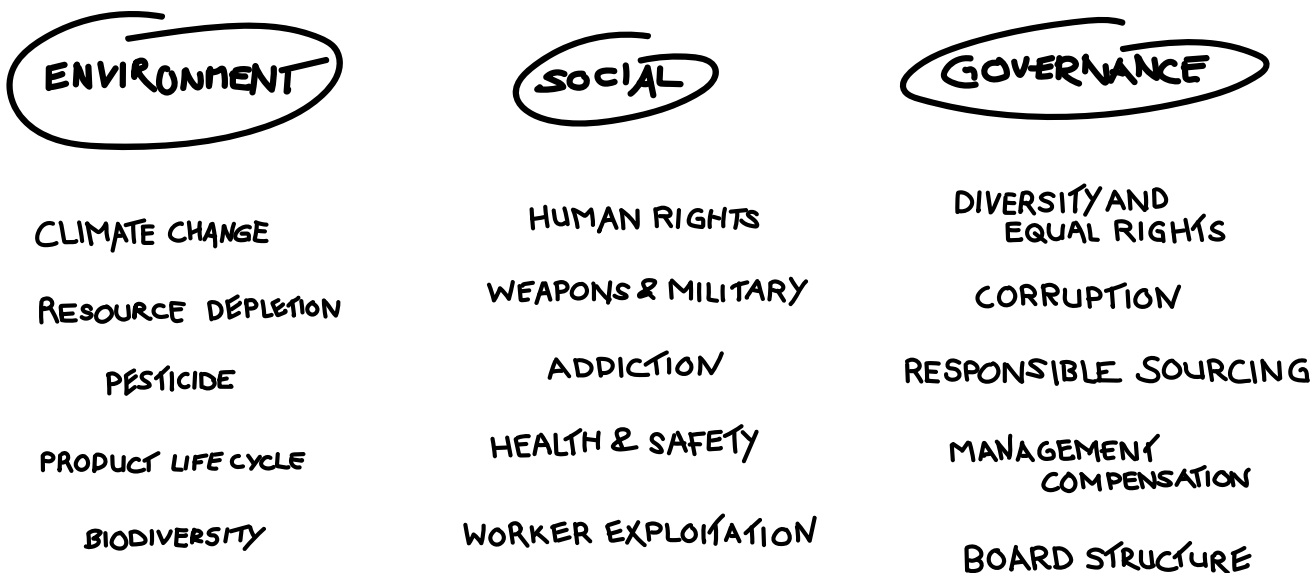 ENVIRONMENT
CLIMATE CHANGE
RESOURCE DEPLETION
PESTICIDE
PRODUCT LIFE CYCLE
BIODIVERSITY
SOCIAL
HUMAN RIGHTS
WEAPONS & MILITARY
ADDICTION
HEALTH & SAFETY
WORKER EXPLOITATION
GOVERNANCE
DIVERSITY AND
EQUAL RIGHTS
CORRUPTION
RESPONSIBLE SOURCING
MANAGEMENT
COMPENSATION
BOARD STRUCTURE